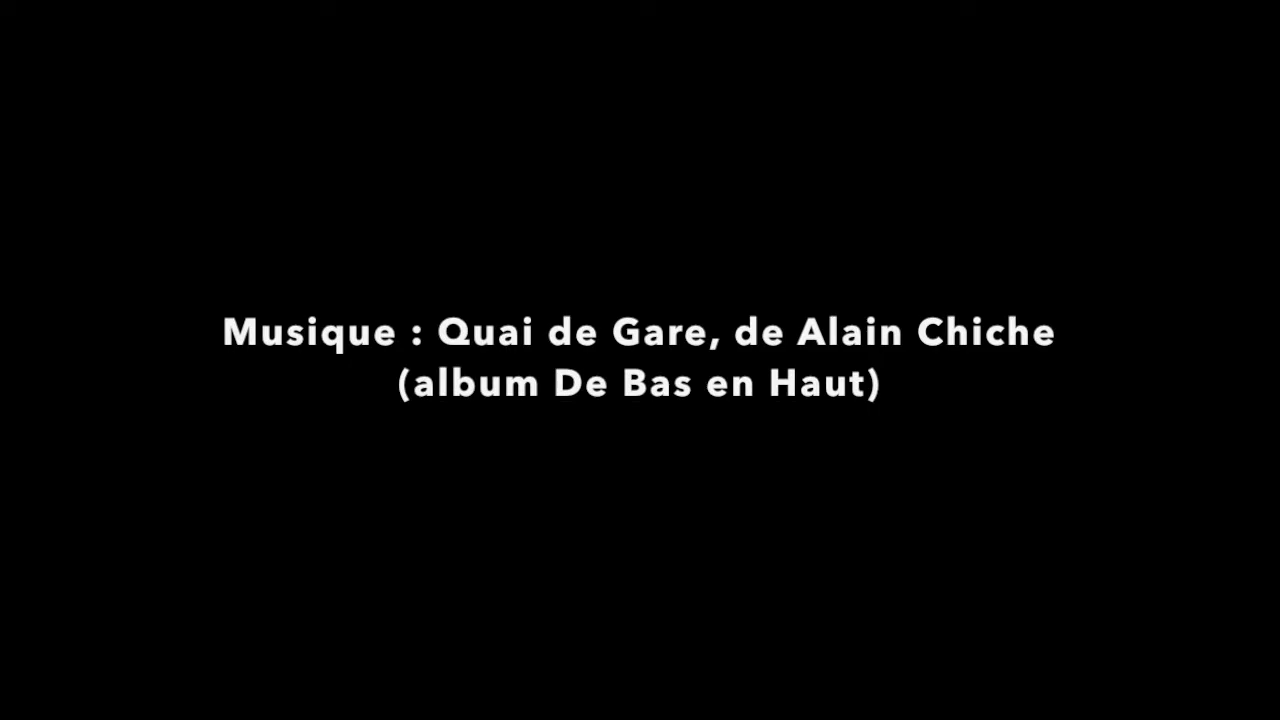 Musique : Quai de Gare, de Alain Chiche
(album De Bas en Haut)